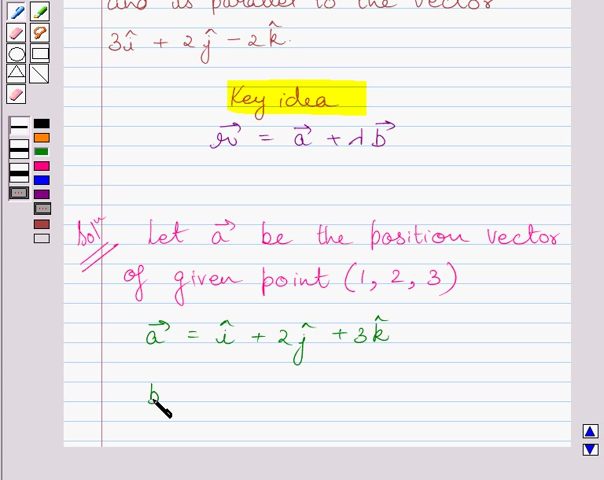 and is parallel to the vector
3î + 2ĵ - 2k̂.
Key idea
r⃗ = a⃗ + λb⃗
Solⁿ Let a⃗ be the position vector
of given point (1, 2, 3)
a⃗ = î + 2ĵ + 3k̂
b